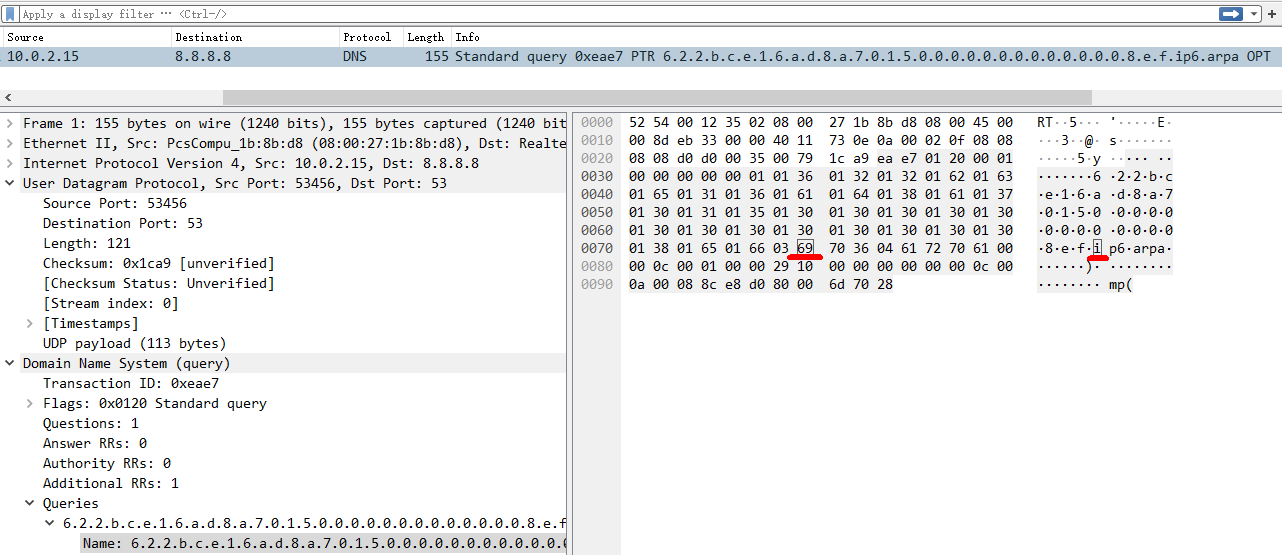 Apply a display filter ··· <Ctrl-/>
Source Destination Protocol Length Info
10.0.2.15 8.8.8.8 DNS 155 Standard query 0xeae7 PTR 6.2.2.b.c.e.1.6.a.d.8.a.7.0.1.5.0.0.0.0.0.0.0.0.0.0.0.0.0.8.e.f.ip6.arpa OPT
Frame 1: 155 bytes on wire (1240 bits), 155 bytes captured (1240 bit
Ethernet II, Src: PcsCompu_1b:8b:d8 (08:00:27:1b:8b:d8), Dst: Realte
Internet Protocol Version 4, Src: 10.0.2.15, Dst: 8.8.8.8
User Datagram Protocol, Src Port: 53456, Dst Port: 53
Source Port: 53456
Destination Port: 53
Length: 121
Checksum: 0x1ca9 [unverified]
[Checksum Status: Unverified]
[Stream index: 0]
[Timestamps]
UDP payload (113 bytes)
Domain Name System (query)
Transaction ID: 0xeae7
Flags: 0x0120 Standard query
Questions: 1
Answer RRs: 0
Authority RRs: 0
Additional RRs: 1
Queries
6.2.2.b.c.e.1.6.a.d.8.a.7.0.1.5.0.0.0.0.0.0.0.0.0.0.0.0.0.8.e.f
Name: 6.2.2.b.c.e.1.6.a.d.8.a.7.0.1.5.0.0.0.0.0.0.0.0.0.0.0
0000 52 54 00 12 35 02 08 00 27 1b 8b d8 08 00 45 00 RT··5···'·····E·
0010 00 8d eb 33 00 00 40 11 73 0e 0a 00 02 0f 08 08 ···3··@·s·······
0020 08 08 d0 d0 00 35 00 79 1c a9 ea e7 01 20 00 01 ·····5·y····· ··
0030 00 00 00 00 00 01 01 36 01 32 01 32 01 62 01 63 ·······6·2·2·b·c
0040 01 65 01 31 01 36 01 61 01 64 01 38 01 61 01 37 ·e·1·6·a·d·8·a·7
0050 01 30 01 31 01 35 01 30 01 30 01 30 01 30 01 30 ·0·1·5·0·0·0·0·0
0060 01 30 01 30 01 30 01 30 01 30 01 30 01 30 01 30 ·0·0·0·0·0·0·0·0
0070 01 38 01 65 01 66 03 69 70 36 04 61 72 70 61 00 ·8·e·f·ip6·arpa·
0080 00 0c 00 01 00 00 29 10 00 00 00 00 00 00 0c 00 ······)·········
0090 0a 00 08 8c e8 d0 80 00 6d 70 28 ········mp(